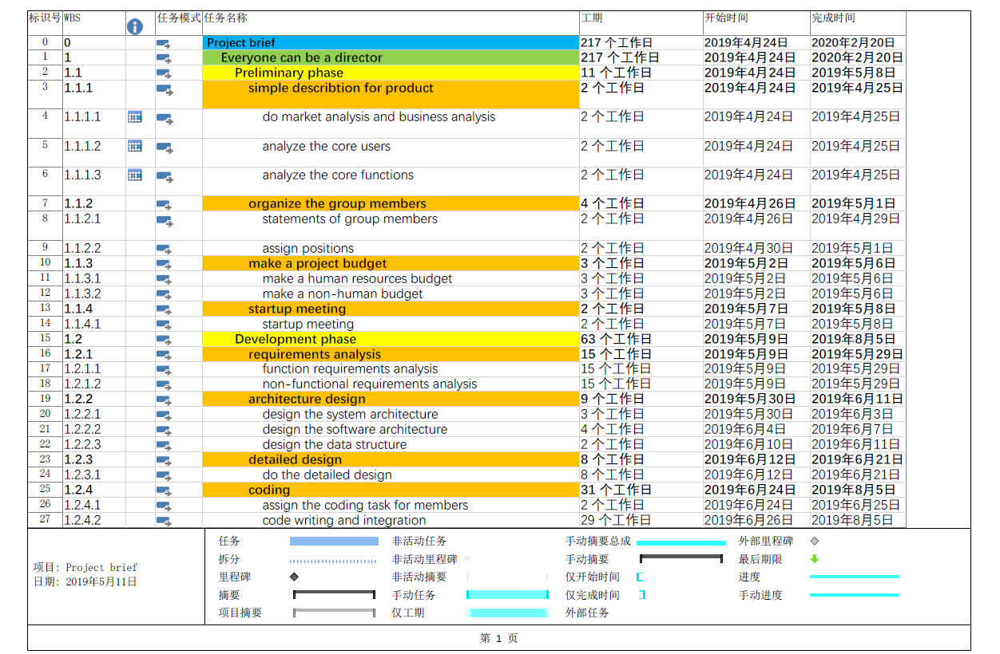 标识号 WBS 任务模式 任务名称 工期 开始时间 完成时间
0 0 Project brief 217 个工作日 2019年4月24日 2020年2月20日
1 1 Everyone can be a director 217 个工作日 2019年4月24日 2020年2月20日
2 1.1 Preliminary phase 11 个工作日 2019年4月24日 2019年5月8日
3 1.1.1 simple describtion for product 2 个工作日 2019年4月24日 2019年4月25日
4 1.1.1.1 do market analysis and business analysis 2 个工作日 2019年4月24日 2019年4月25日
5 1.1.1.2 analyze the core users 2 个工作日 2019年4月24日 2019年4月25日
6 1.1.1.3 analyze the core functions 2 个工作日 2019年4月24日 2019年4月25日
7 1.1.2 organize the group members 4 个工作日 2019年4月26日 2019年5月1日
8 1.1.2.1 statements of group members 2 个工作日 2019年4月26日 2019年4月29日
9 1.1.2.2 assign positions 2 个工作日 2019年4月30日 2019年5月1日
10 1.1.3 make a project budget 3 个工作日 2019年5月2日 2019年5月6日
11 1.1.3.1 make a human resources budget 3 个工作日 2019年5月2日 2019年5月6日
12 1.1.3.2 make a non-human budget 3 个工作日 2019年5月2日 2019年5月6日
13 1.1.4 startup meeting 2 个工作日 2019年5月7日 2019年5月8日
14 1.1.4.1 startup meeting 2 个工作日 2019年5月7日 2019年5月8日
15 1.2 Development phase 63 个工作日 2019年5月9日 2019年8月5日
16 1.2.1 requirements analysis 15 个工作日 2019年5月9日 2019年5月29日
17 1.2.1.1 function requirements analysis 15 个工作日 2019年5月9日 2019年5月29日
18 1.2.1.2 non-functional requirements analysis 15 个工作日 2019年5月9日 2019年5月29日
19 1.2.2 architecture design 9 个工作日 2019年5月30日 2019年6月11日
20 1.2.2.1 design the system architecture 3 个工作日 2019年5月30日 2019年6月3日
21 1.2.2.2 design the software architecture 4 个工作日 2019年6月4日 2019年6月7日
22 1.2.2.3 design the data structure 2 个工作日 2019年6月10日 2019年6月11日
23 1.2.3 detailed design 8 个工作日 2019年6月12日 2019年6月21日
24 1.2.3.1 do the detailed design 8 个工作日 2019年6月12日 2019年6月21日
25 1.2.4 coding 31 个工作日 2019年6月24日 2019年8月5日
26 1.2.4.1 assign the coding task for members 2 个工作日 2019年6月24日 2019年6月25日
27 1.2.4.2 code writing and integration 29 个工作日 2019年6月26日 2019年8月5日
项目: Project brief
日期: 2019年5月11日
任务 非活动任务 手动摘要总成 外部里程碑
拆分 非活动里程碑 手动摘要 最后期限
里程碑 非活动摘要 仅开始时间 进度
摘要 手动任务 仅完成时间 手动进度
项目摘要 仅工期 外部任务
第 1 页